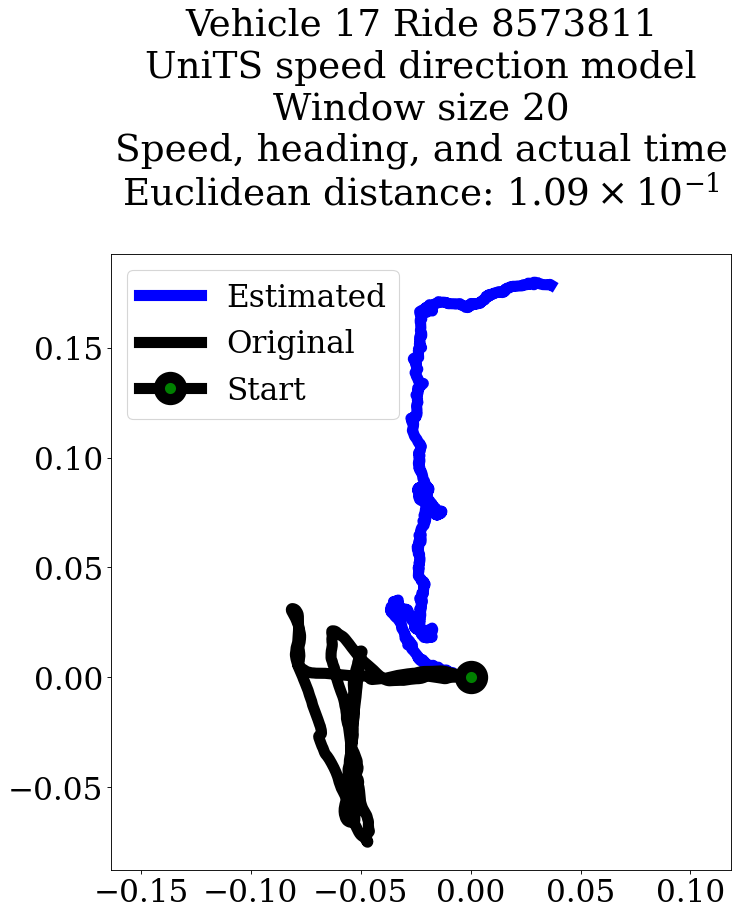 Vehicle 17 Ride 8573811
UniTS speed direction model
Window size 20
Speed, heading, and actual time
Euclidean distance: 1.09 × 10⁻¹
Estimated
Original
Start
0.15
0.10
0.05
0.00
−0.05
−0.15 −0.10 −0.05 0.00 0.05 0.10